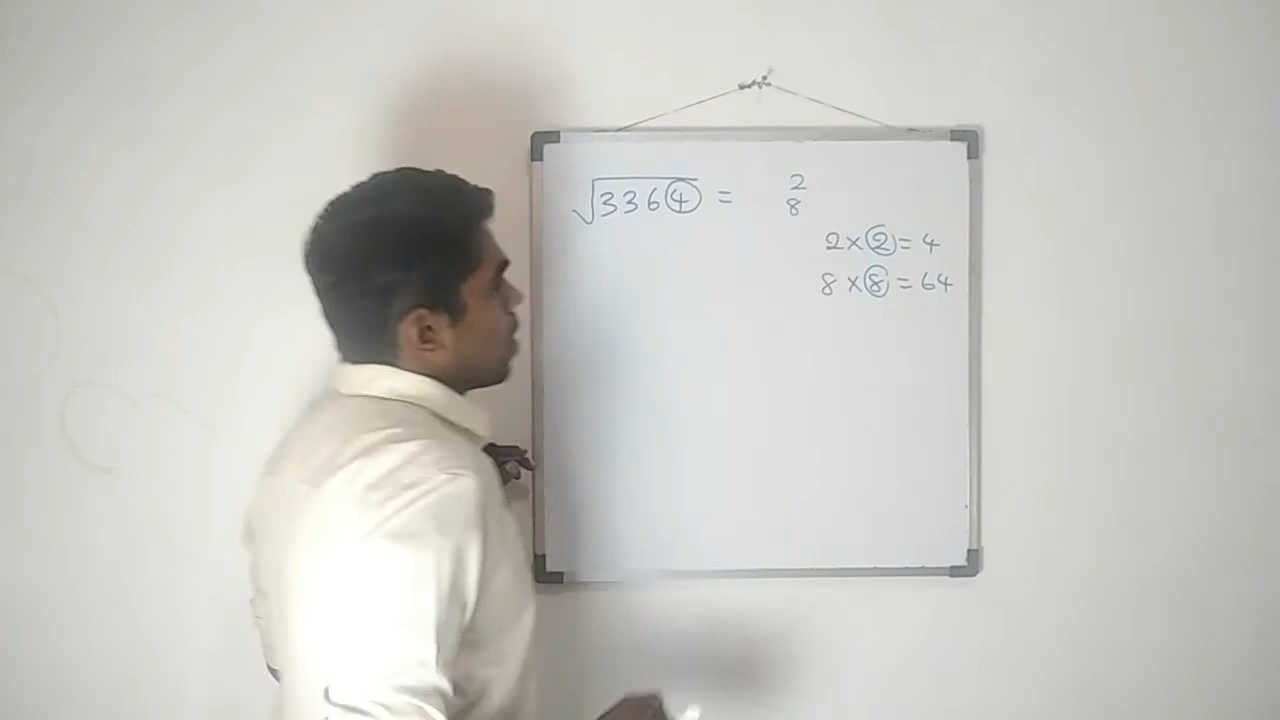 √3364 = 2
8
2×2=4
8×8=64